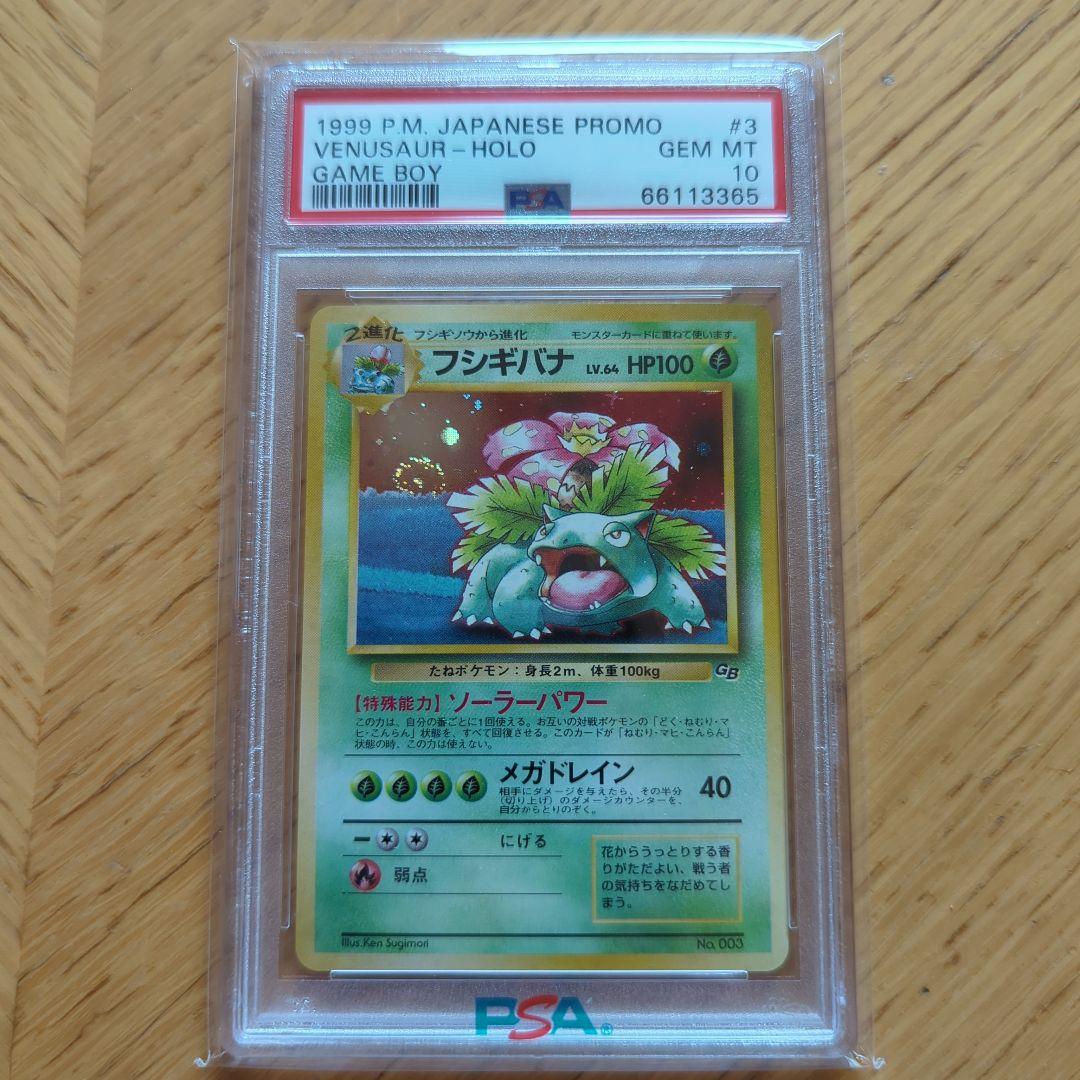 1999 P.M. JAPANESE PROMO #3
VENUSAUR-HOLO GEM MT
GAME BOY 10
PSA 66113365
2進化 フシギソウから進化 モンスターカードに重ねて使います。
フシギバナ LV.64 HP100
たねポケモン:身長2m、体重100kg GB
【特殊能力】ソーラーパワー
この力は、自分の番ごとに1回使える。お互いの対戦ポケモンの「どく・ねむり・マ
ヒ・こんらん」状態を、すべて回復させる。このカードが「ねむり・マヒ・こんらん」
状態の時、この力は使えない。
メガドレイン 40
相手にダメージを与えたら、その半分
(切り上げ)のダメージカウンターを、
自分からとりのぞく。
にげる
弱点
花からうっとりする香
りがただよい、戦う者
の気持ちをなだめてし
まう。
Illus.Ken Sugimori No. 003
PSA